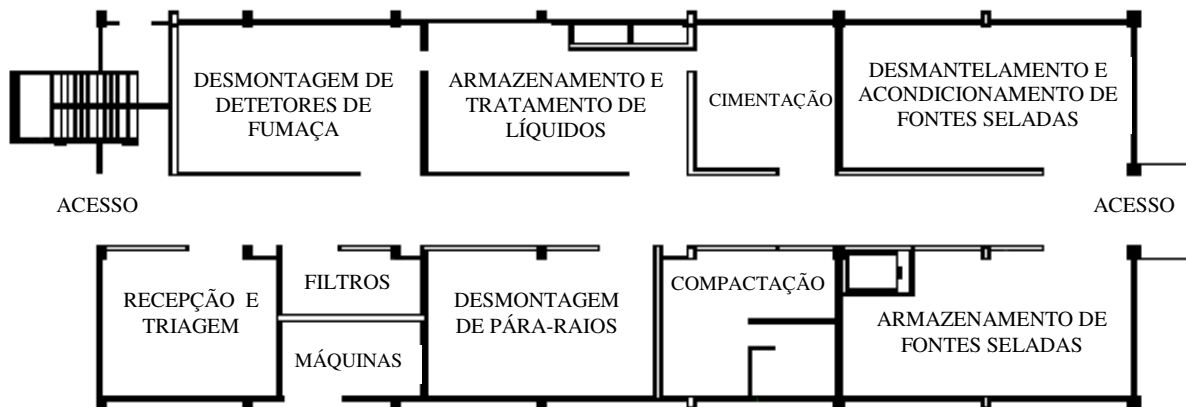 DESMONTAGEM DE
DETETORES DE
FUMAÇA
ARMAZENAMENTO E
TRATAMENTO DE
LÍQUIDOS
CIMENTAÇÃO
DESMANTELAMENTO E
ACONDICIONAMENTO DE
FONTES SELADAS
ACESSO
ACESSO
RECEPÇÃO E
TRIAGEM
FILTROS
MÁQUINAS
DESMONTAGEM
DE PÁRA-RAIOS
COMPACTAÇÃO
ARMAZENAMENTO DE
FONTES SELADAS